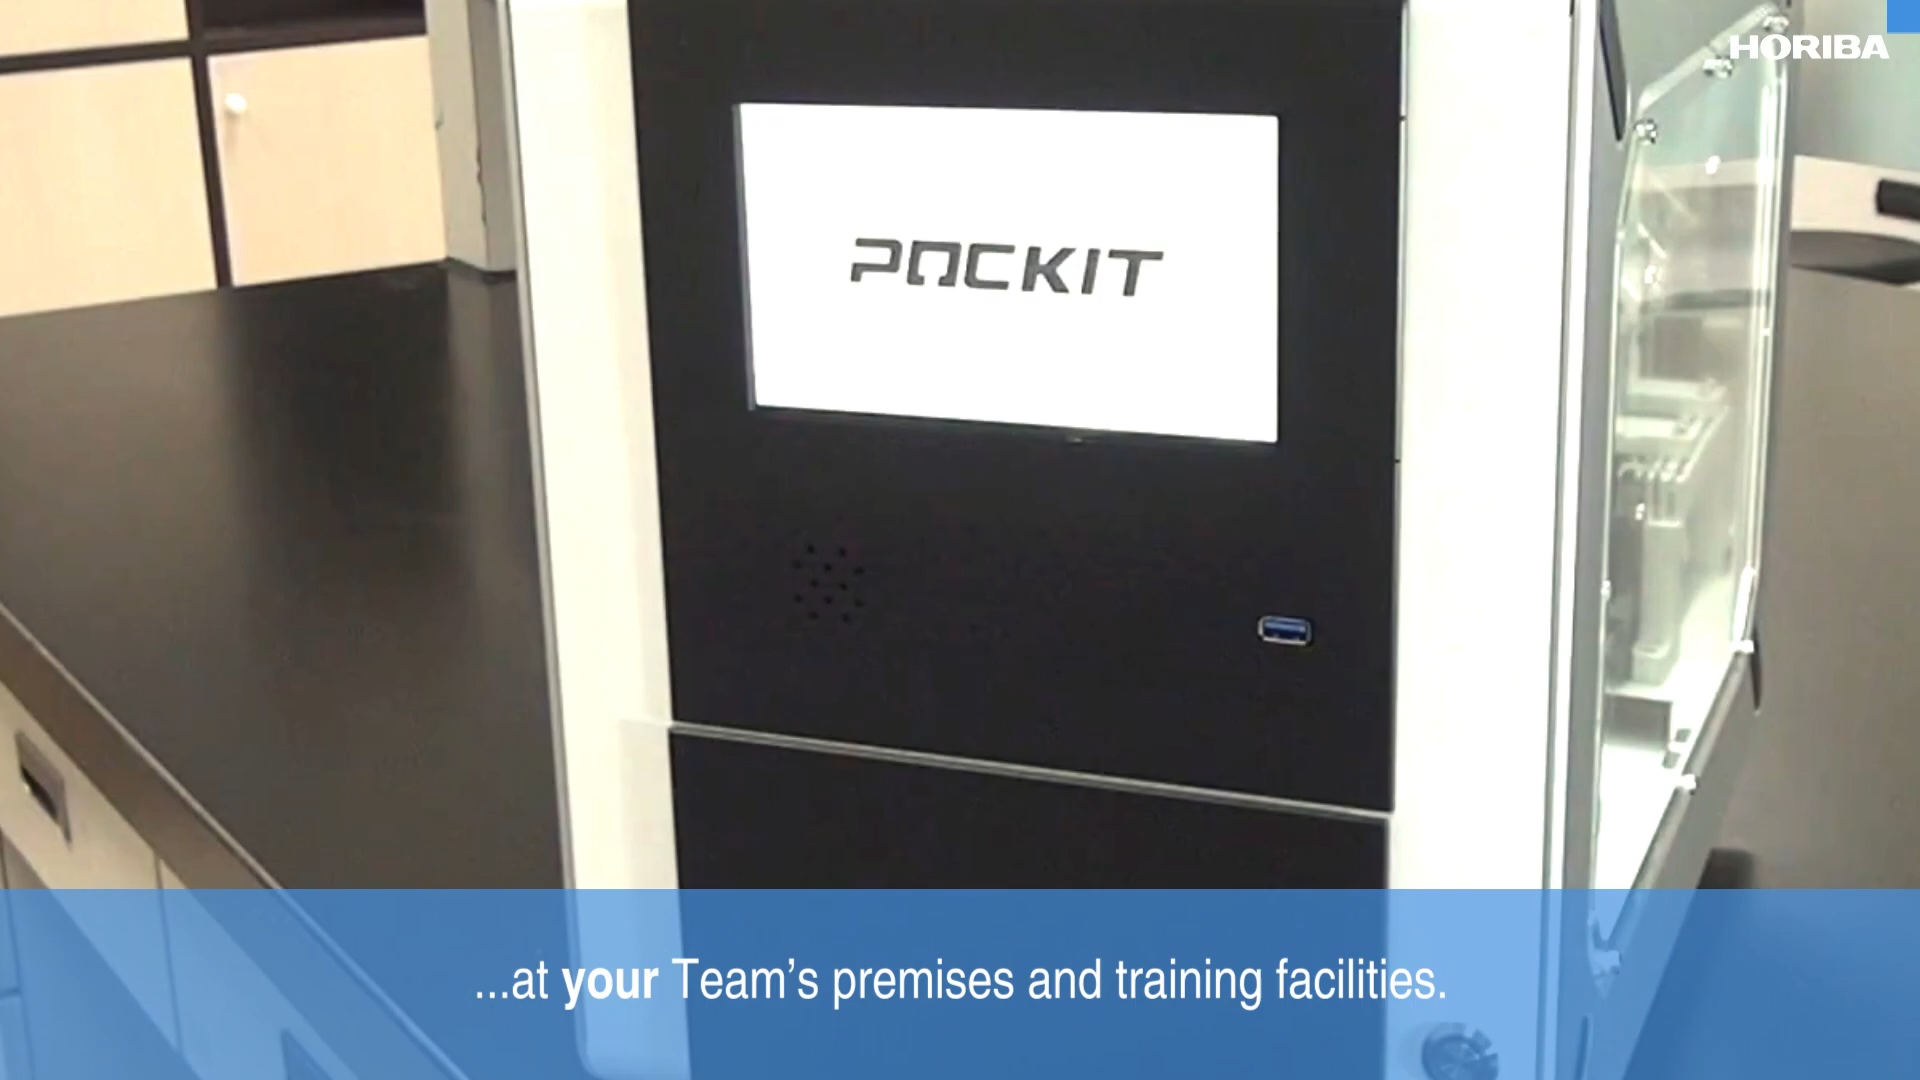 HORIBA
POCKIT
...at your Team’s premises and training facilities.